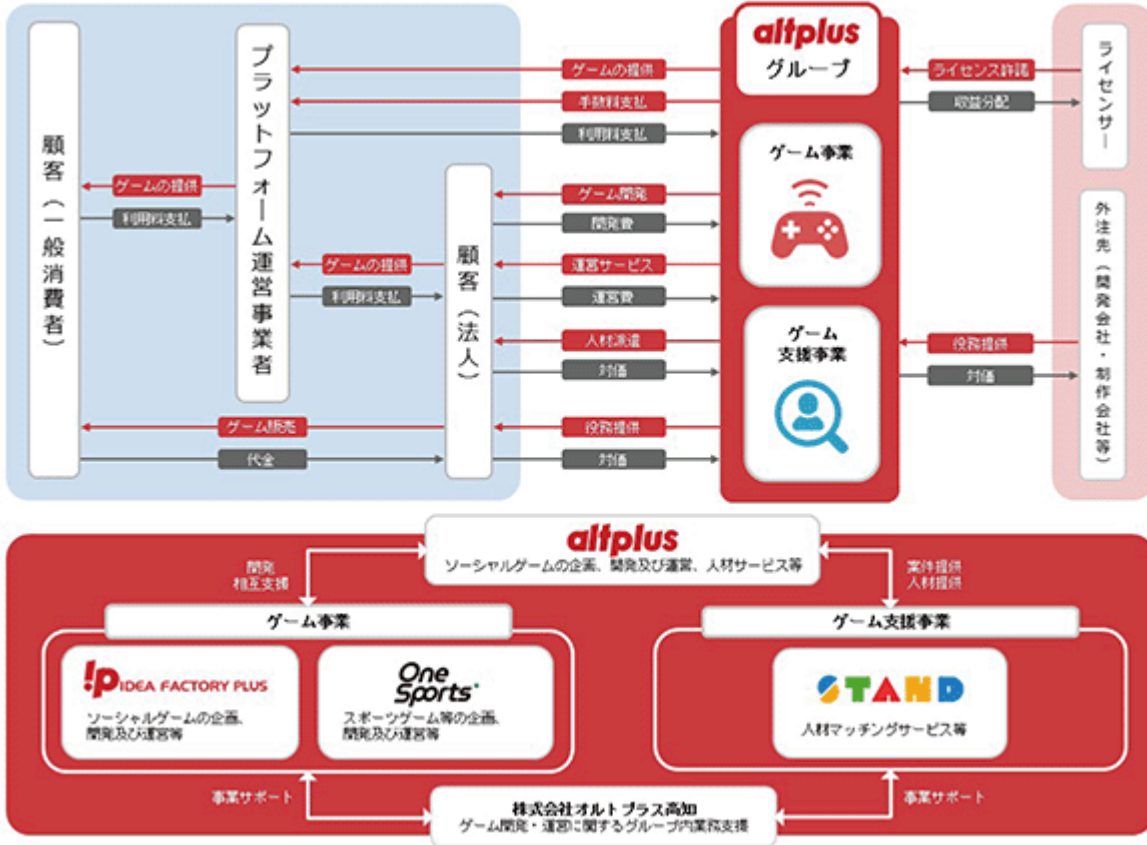 altplus
グループ
ゲーム事業
ゲーム
支援事業
顧客(一般消費者)
プラットフォーム運営事業者
顧客(法人)
ライセンサー
外注先(開発会社・制作会社等)
ゲームの提供
手数料支払
利用料支払
ゲームの提供
利用料支払
ゲーム開発
開発費
ゲームの提供
利用料支払
運営サービス
運営費
人材派遣
対価
ゲーム販売
代金
役務提供
対価
ライセンス許諾
収益分配
役務提供
対価
altplus
ソーシャルゲームの企画、開発及び運営、人材サービス等
開発
相互支援
案件提供
人材提供
ゲーム事業
IP IDEA FACTORY PLUS
ソーシャルゲームの企画、
開発及び運営等
One
Sports
スポーツゲーム等の企画、
開発及び運営等
ゲーム支援事業
STAND
人材マッチングサービス等
事業サポート
事業サポート
株式会社オルトプラス高知
ゲーム開発・運営に関するグループ内業務支援